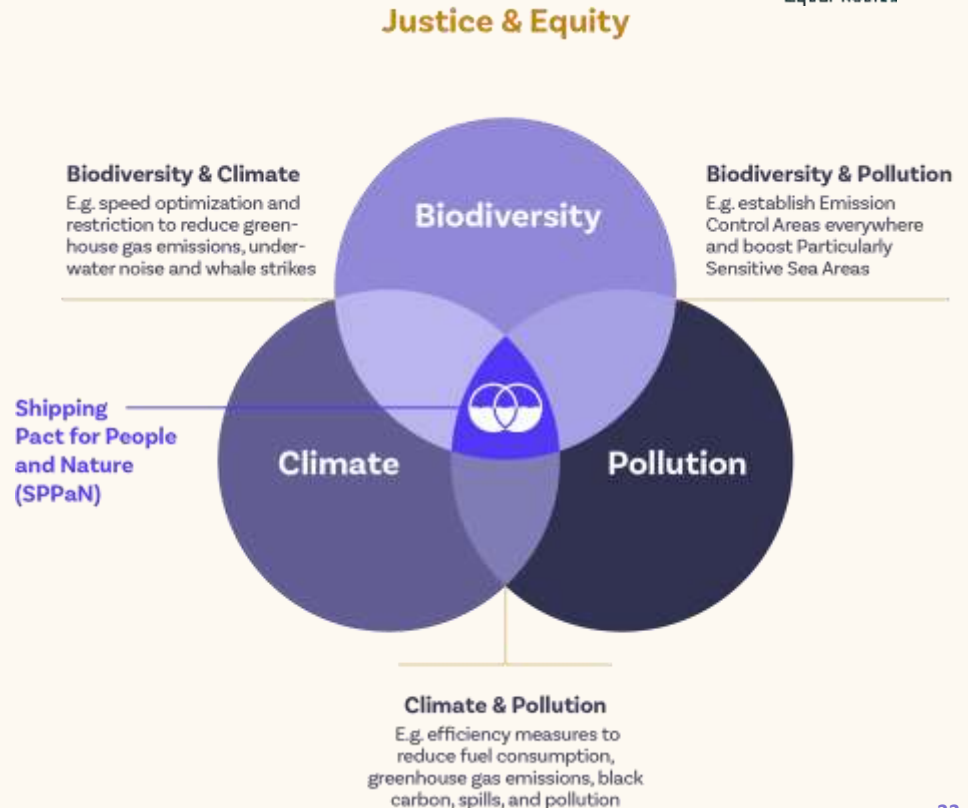 Justice & Equity
Biodiversity & Climate
E.g. speed optimization and
restriction to reduce green-
house gas emissions, under-
water noise and whale strikes
Biodiversity
Biodiversity & Pollution
E.g. establish Emission
Control Areas everywhere
and boost Particularly
Sensitive Sea Areas
Shipping
Pact for People
and Nature
(SPPaN)
Climate
Pollution
Climate & Pollution
E.g. efficiency measures to
reduce fuel consumption,
greenhouse gas emissions, black
carbon, spills, and pollution